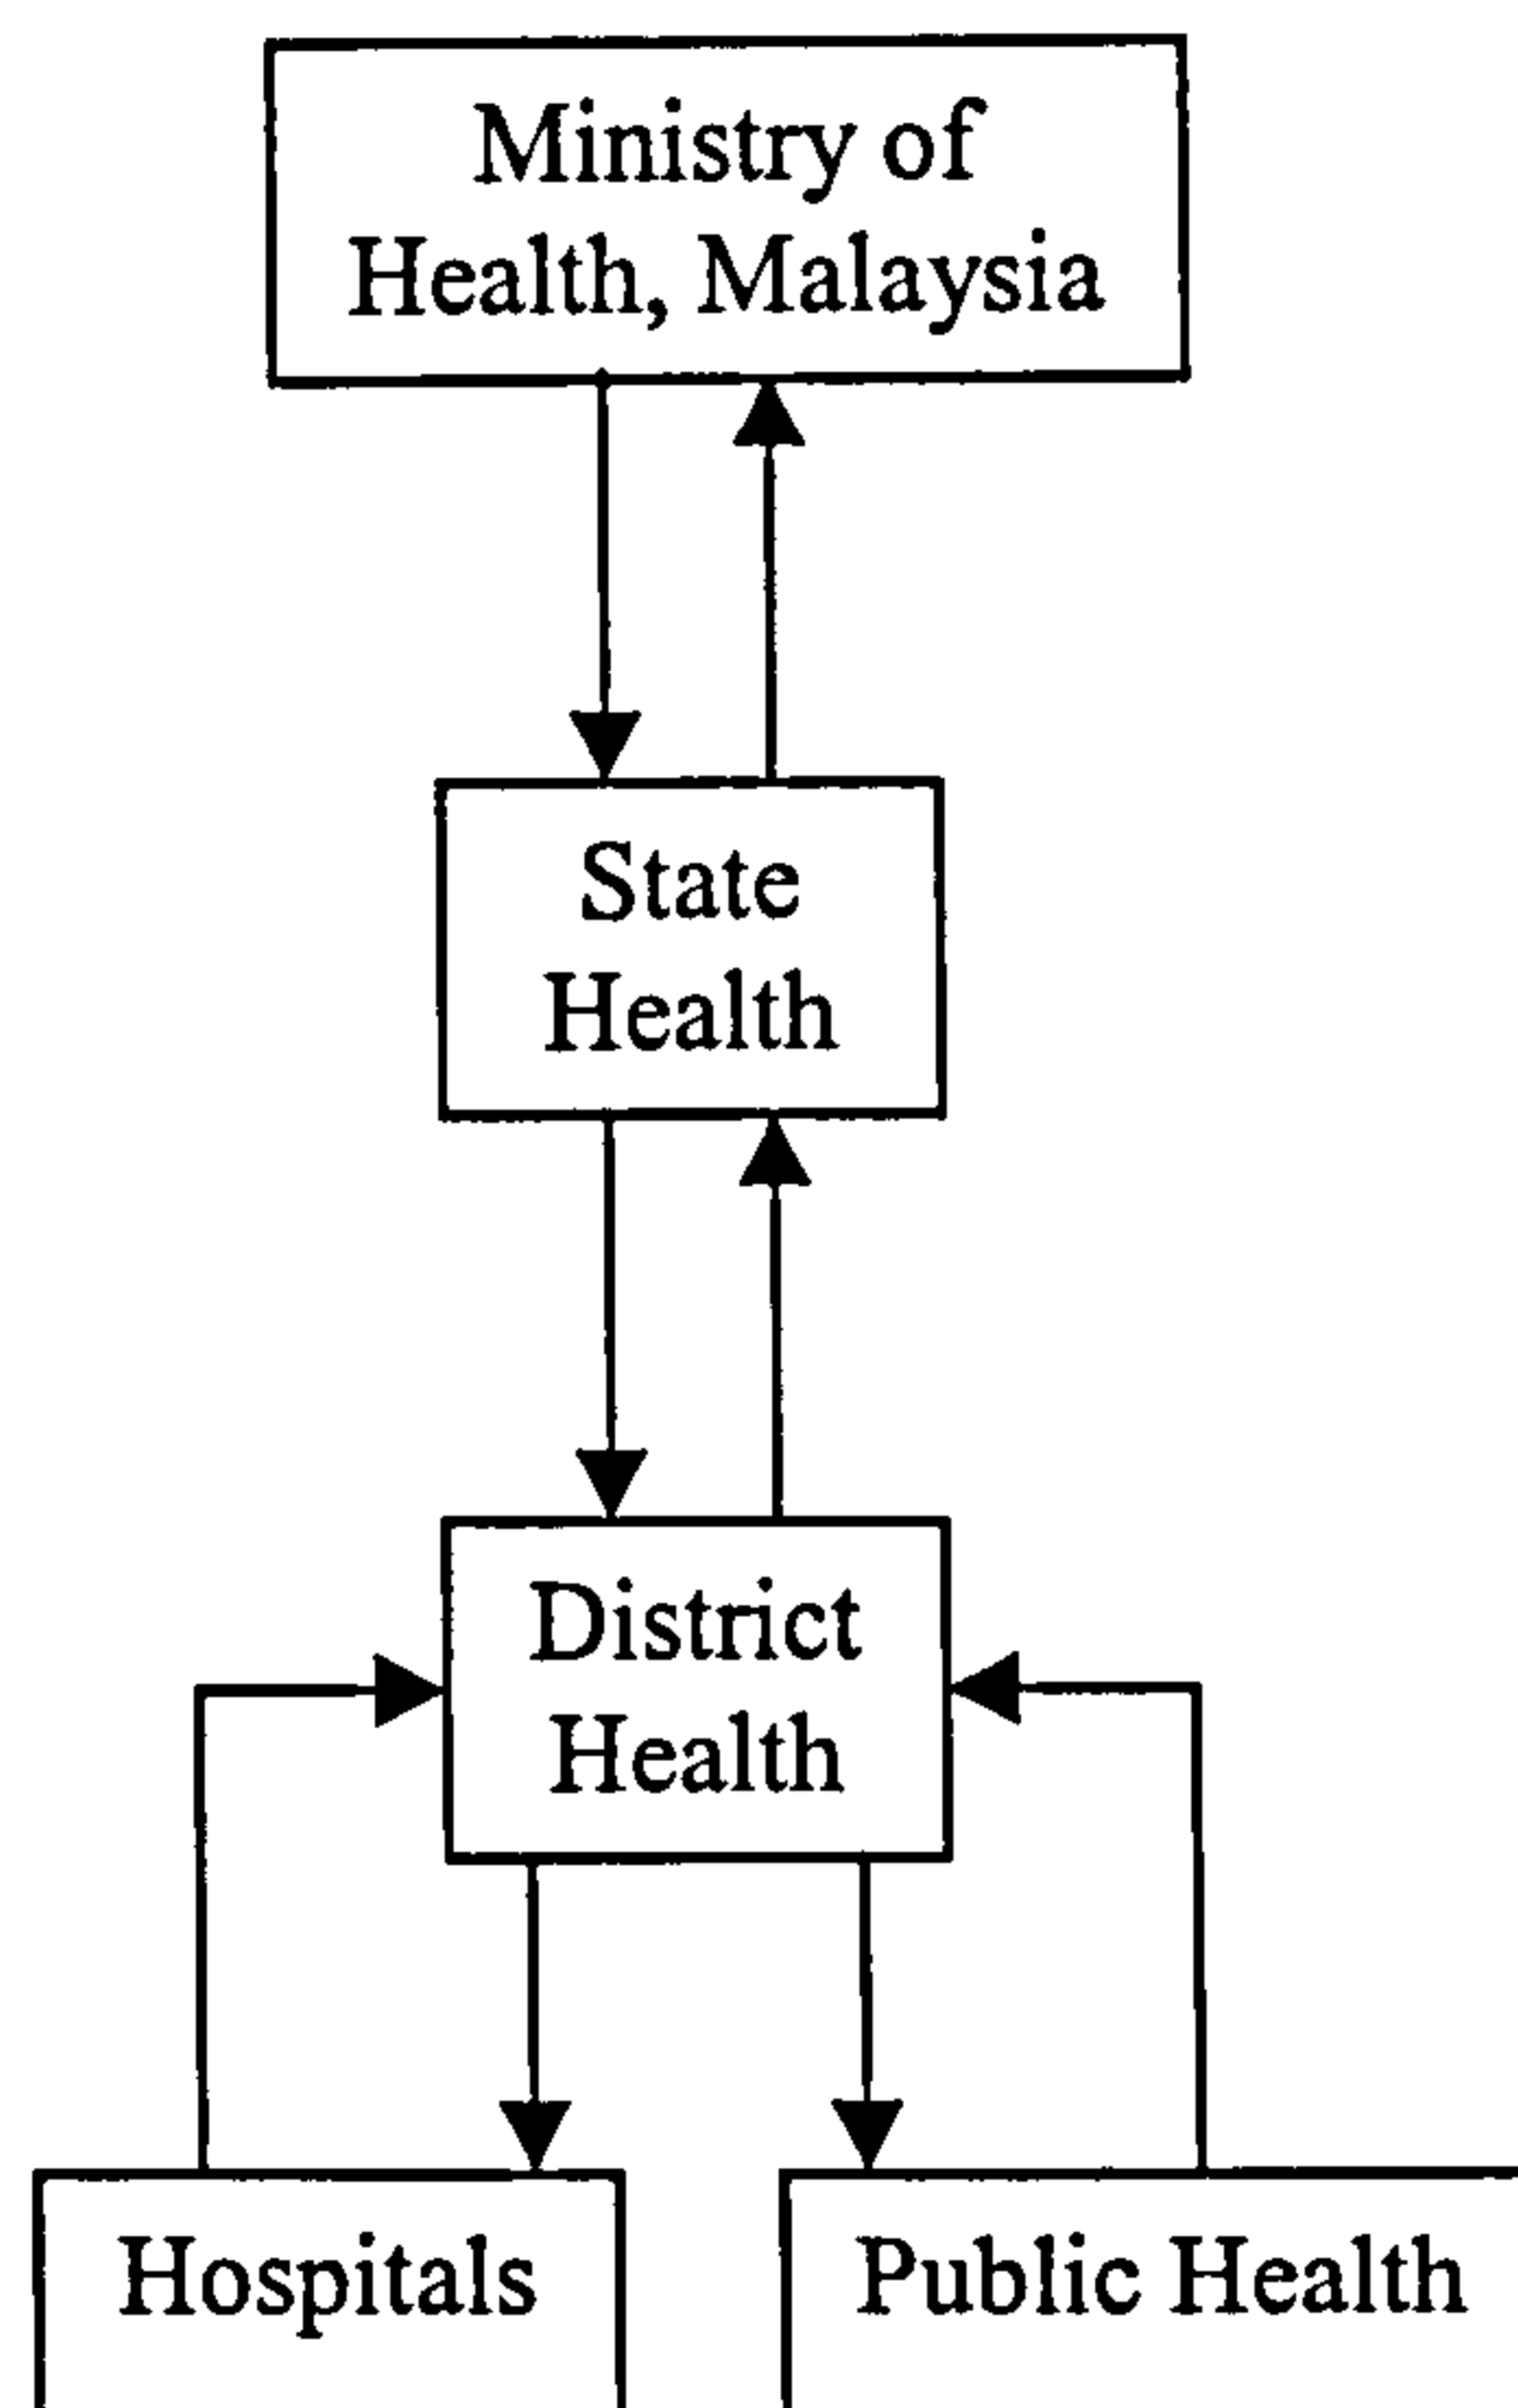 Ministry of
Health, Malaysia
State
Health
District
Health
Hospitals
Public Health